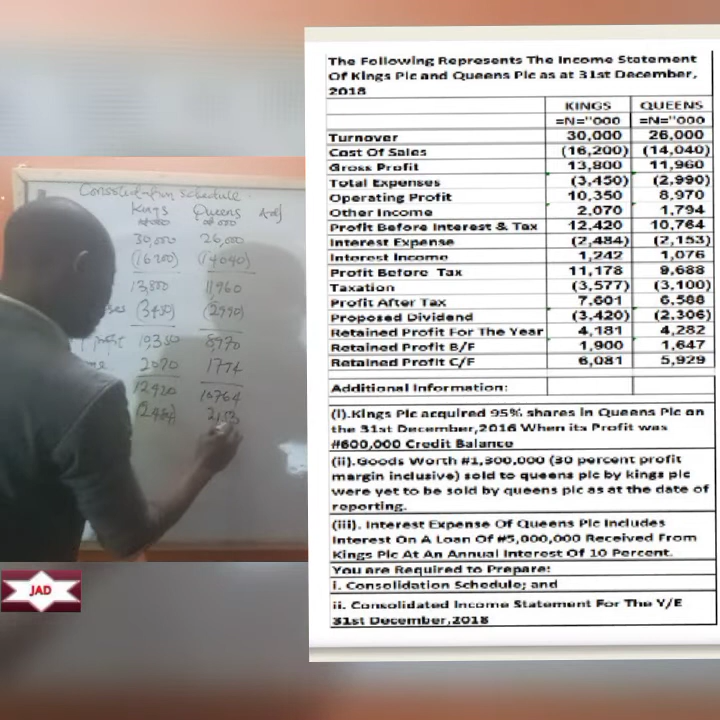 Consolidation Schedule
Kings Queens Adj
₦000 ₦000
30,000 26,000
(16200) (14040)
13,800 11960
(3450) (2990)
profit 10,350 8970
2070 1774
12420 10764
(2484) 2153
JAD
The Following Represents The Income Statement
Of Kings Plc and Queens Plc as at 31st December,
2018
KINGS QUEENS
=N="000 =N="000
Turnover 30,000 26,000
Cost Of Sales (16,200) (14,040)
Gross Profit 13,800 11,960
Total Expenses (3,450) (2,990)
Operating Profit 10,350 8,970
Other Income 2,070 1,794
Profit Before Interest & Tax 12,420 10,764
Interest Expense (2,484) (2,153)
Interest Income 1,242 1,076
Profit Before Tax 11,178 9,688
Taxation (3,577) (3,100)
Profit After Tax 7,601 6,588
Proposed Dividend (3,420) (2,306)
Retained Profit For The Year 4,181 4,282
Retained Profit B/F 1,900 1,647
Retained Profit C/F 6,081 5,929
Additional Information:
(i).Kings Plc acquired 95% shares in Queens Plc on
the 31st December,2016 When its Profit was
#600,000 Credit Balance
(ii).Goods Worth #1,300,000 (30 percent profit
margin inclusive) sold to queens plc by kings plc
were yet to be sold by queens plc as at the date of
reporting.
(iii). Interest Expense Of Queens Plc Includes
Interest On A Loan Of #5,000,000 Received From
Kings Plc At An Annual Interest Of 10 Percent.
You are Required to Prepare:
i. Consolidation Schedule; and
ii. Consolidated Income Statement For The Y/E
31st December,2018